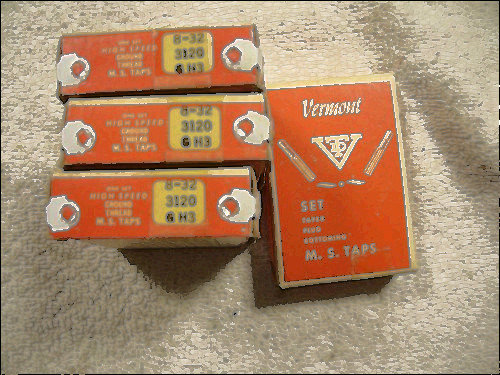 ONE SET
HIGH SPEED
GROUND
THREAD
M. S. TAPS
8-32
3120
G H3
ONE SET
HIGH SPEED
GROUND
THREAD
M. S. TAPS
8-32
3120
G H3
ONE SET
HIGH SPEED
GROUND
THREAD
M. S. TAPS
8-32
3120
G H3
Vermont
VT
SET
TAPER
PLUG
BOTTOMING
M. S. TAPS